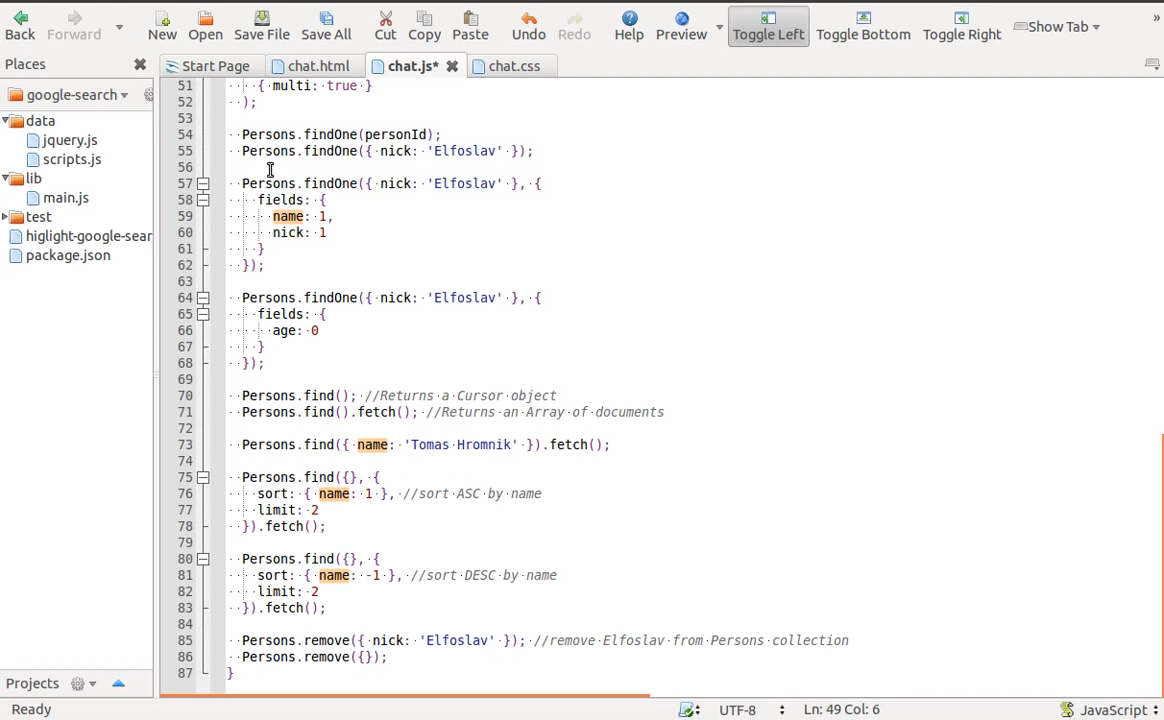 Back Forward New Open Save File Save All Cut Copy Paste Undo Redo Help Preview Toggle Left Toggle Bottom Toggle Right Show Tab »
Places
Start Page chat.html chat.js* chat.css
google-search
data
jquery.js
scripts.js
lib
main.js
test
higlight-google-sear
package.json
51 { multi: true }
52 );
53
54 Persons.findOne(personId);
55 Persons.findOne({ nick: 'Elfoslav' });
56
57 Persons.findOne({ nick: 'Elfoslav' }, {
58 fields: {
59 name: 1,
60 nick: 1
61 }
62 });
63
64 Persons.findOne({ nick: 'Elfoslav' }, {
65 fields: {
66 age: 0
67 }
68 });
69
70 Persons.find(); //Returns a Cursor object
71 Persons.find().fetch(); //Returns an Array of documents
72
73 Persons.find({ name: 'Tomas Hromnik' }).fetch();
74
75 Persons.find({}, {
76 sort: { name: 1 }, //sort ASC by name
77 limit: 2
78 }).fetch();
79
80 Persons.find({}, {
81 sort: { name: -1 }, //sort DESC by name
82 limit: 2
83 }).fetch();
84
85 Persons.remove({ nick: 'Elfoslav' }); //remove Elfoslav from Persons collection
86 Persons.remove({});
87 }
Projects
Ready UTF-8 Ln: 49 Col: 6 JavaScript